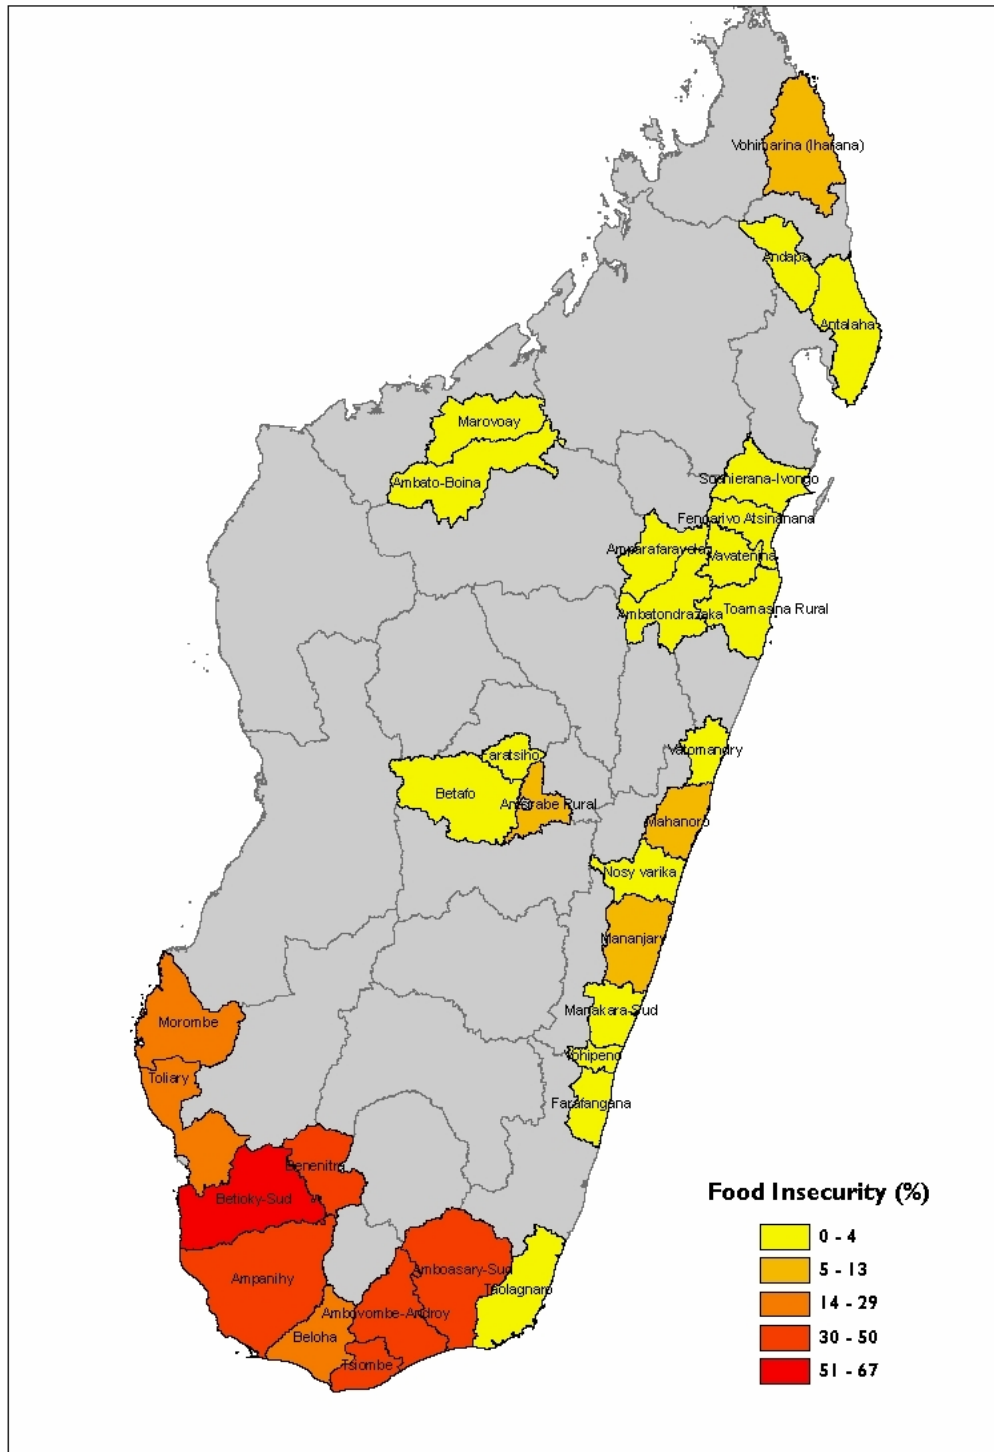 Vohimarina (Iharana)
Andapa
Antalaha
Marovoay
Ambato-Boina
Soanierana-Ivongo
Fenoarivo Atsinanana
Amparafaravola
Vavatenina
Ambatondrazaka
Toamasina Rural
Vatomandry
Faratsiho
Betafo
Antsirabe Rural
Mahanoro
Nosy varika
Mananjary
Manakara-Sud
Vohipeno
Farafangana
Morombe
Toliary
Benenitra
Betioky-Sud
Ampanihy
Amboasary-Sud
Taolagnaro
Ambovombe-Androy
Beloha
Tsiombe
Food Insecurity (%)
0 - 4
5 - 13
14 - 29
30 - 50
51 - 67